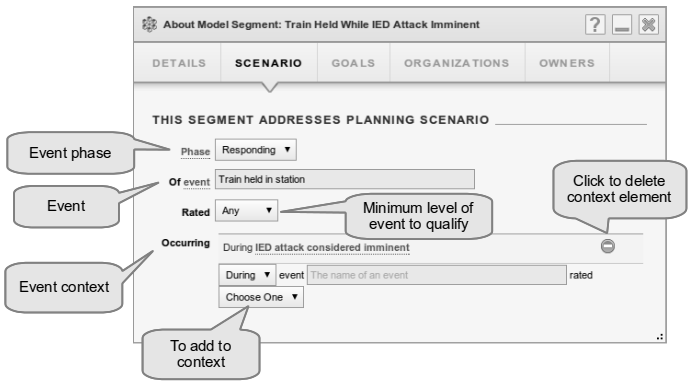 About Model Segment: Train Held While IED Attack Imminent
?
DETAILS SCENARIO GOALS ORGANIZATIONS OWNERS
THIS SEGMENT ADDRESSES PLANNING SCENARIO
Event phase
Phase Responding
Event
Of event Train held in station
Click to delete
context element
Rated Any
Minimum level of
event to qualify
Event context
Occurring During IED attack considered imminent
During event The name of an event rated
Choose One
To add to
context